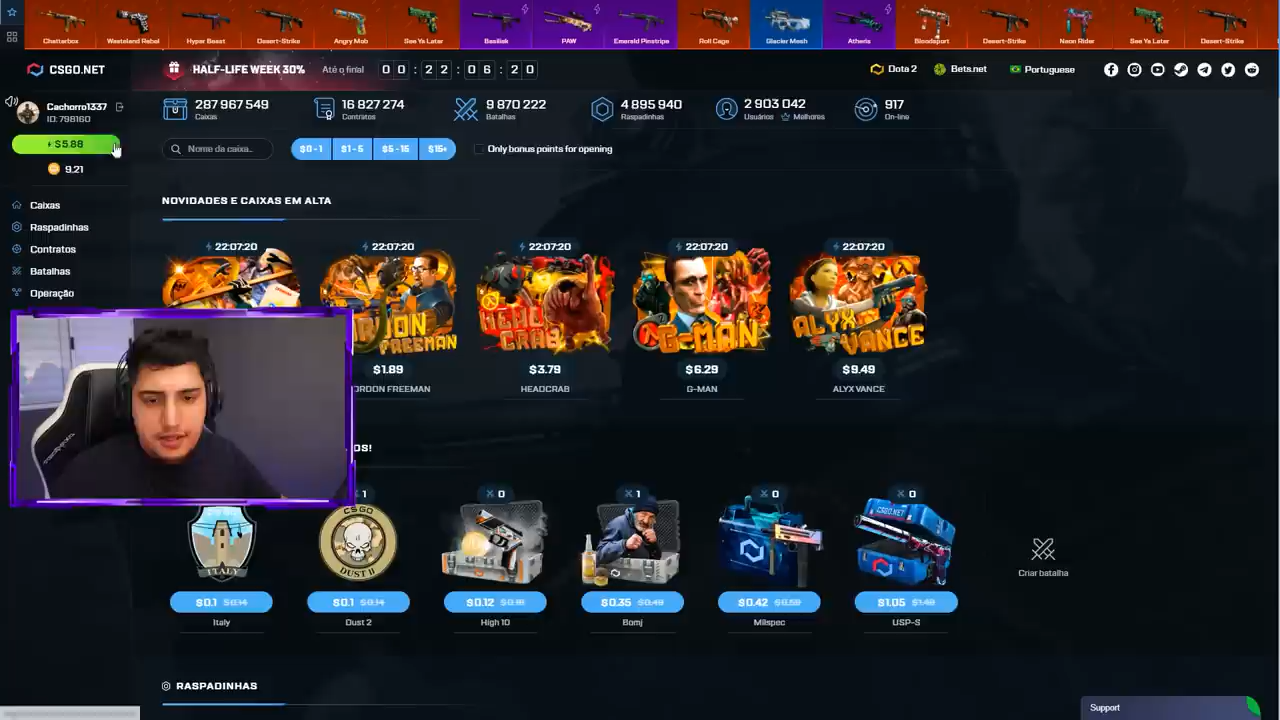 Chatterbox
Wasteland Rebel
Hyper Beast
Desert-Strike
Angry Mob
See Ya Later
Basilisk
PAW
Emerald Pinstripe
Roll Cage
Glacier Mesh
Atheris
Bloodsport
Desert-Strike
Neon Rider
See Ya Later
Desert-Strike
CSGO.NET
HALF-LIFE WEEK 30%
Até o final
0 0 : 2 2 : 0 6 : 2 0
Dota 2
Bets.net
Portuguese
Cachorro1337
ID: 798160
$5.88
9,21
287 967 549
Caixas
16 827 274
Contratos
9 870 222
Batalhas
4 895 940
Raspadinhas
2 903 042
Usuários
Melhores
917
On-line
Nome da caixa...
$0 - 1
$1 - 5
$5 - 15
$15+
Only bonus points for opening
Caixas
Raspadinhas
Contratos
Batalhas
Operação
NOVIDADES E CAIXAS EM ALTA
22:07:20
22:07:20
22:07:20
22:07:20
22:07:20
FREEMAN
HEAD
CRAB
G-MAN
ALYX
VANCE
$1.89
$3.79
$6.29
$9.49
ORDON FREEMAN
HEADCRAB
G-MAN
ALYX VANCE
OS!
1
0
1
0
0
ITALY
CS GO
DUST II
CSGO.NET
$0.1 $0.14
$0.1 $0.14
$0.12
$0.35 $0.49
$0.42 $0.59
$1.05 $1.48
Italy
Dust 2
High 10
Bomj
Milspec
USP-S
Criar batalha
RASPADINHAS
Support